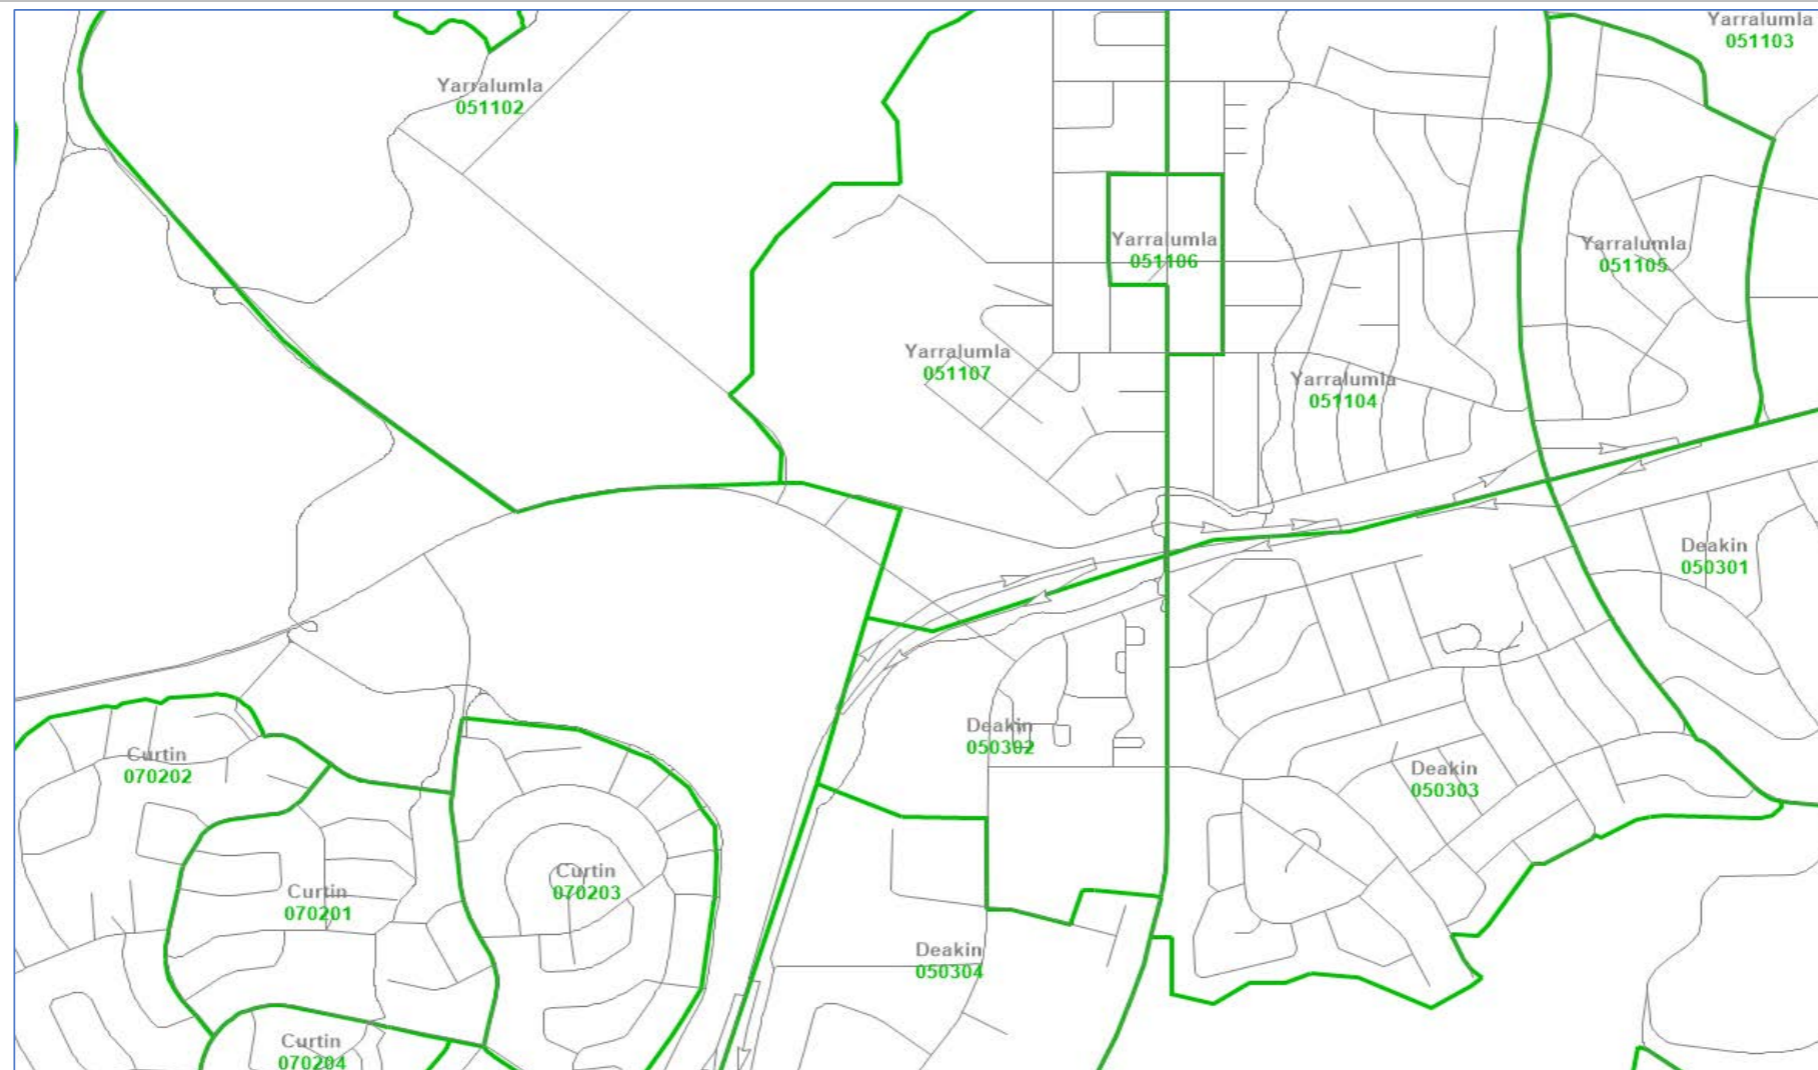 Yarralumla
051103
Yarralumla
051102
Yarralumla
051106
Yarralumla
051105
Yarralumla
051107
Yarralumla
051104
Deakin
050301
Deakin
050302
Curtin
070202
Deakin
050303
Curtin
070203
Curtin
070201
Deakin
050304
Curtin
070204